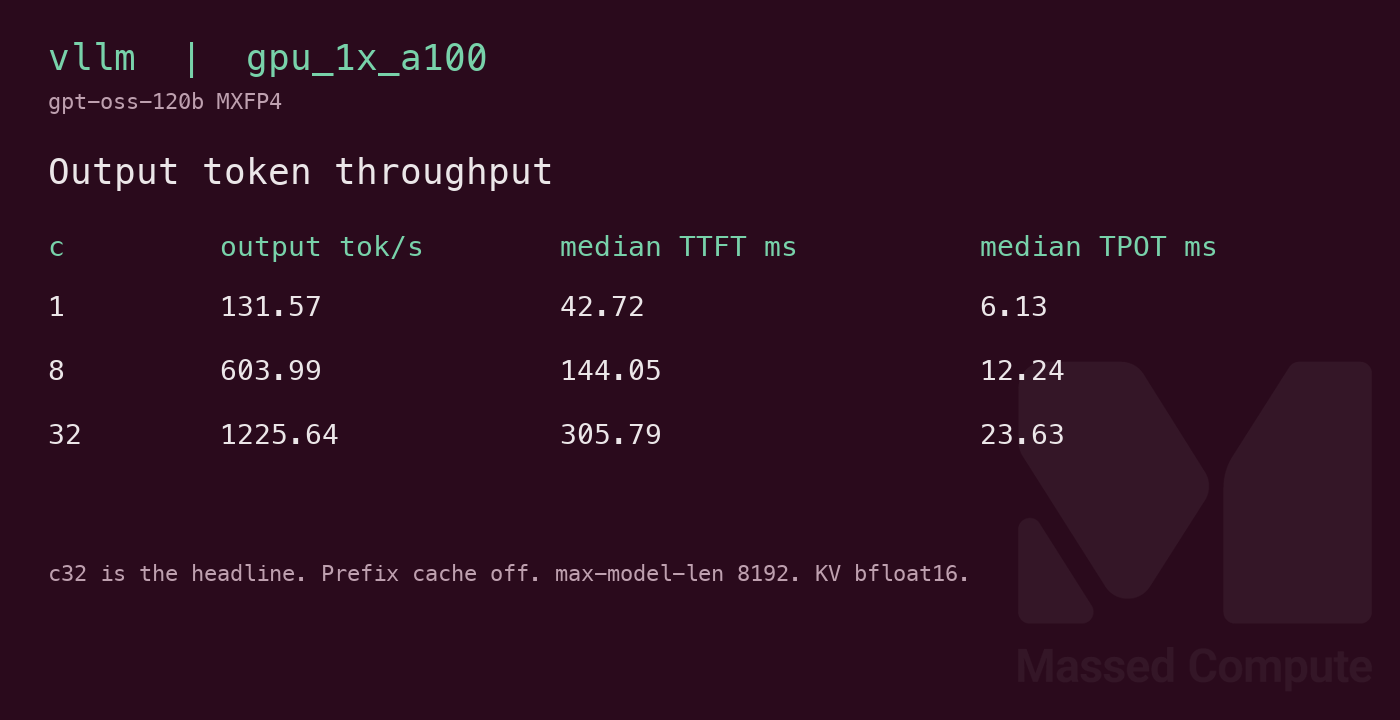 vllm | gpu_1x_a100
gpt-oss-120b MXFP4
Output token throughput
c output tok/s median TTFT ms median TPOT ms
1 131.57 42.72 6.13
8 603.99 144.05 12.24
32 1225.64 305.79 23.63
c32 is the headline. Prefix cache off. max-model-len 8192. KV bfloat16.
Massed Compute